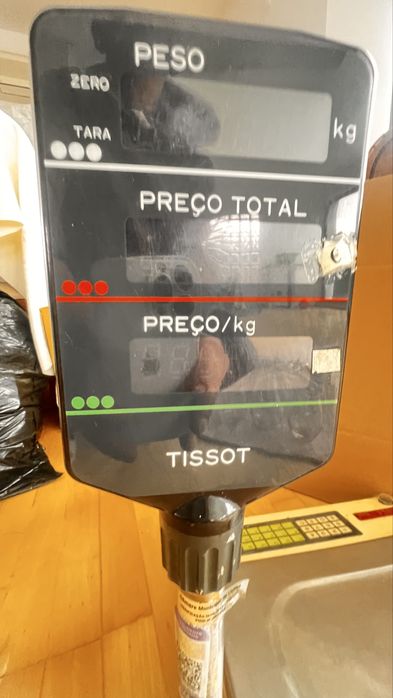 PESO
ZERO
kg
TARA
PREÇO TOTAL
PREÇO/kg
TISSOT